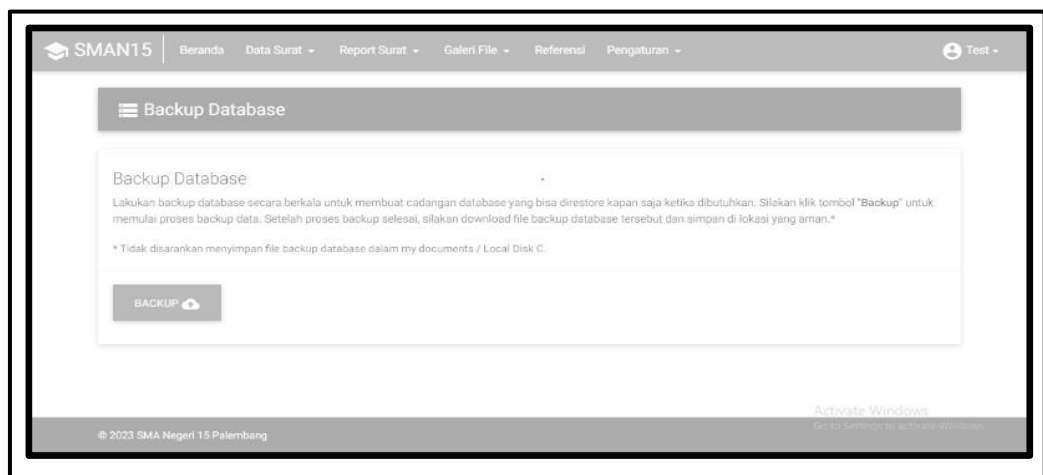 SMAN15 Beranda Data Surat Report Surat Galeri File Referensi Pengaturan Test
Backup Database
Backup Database
Lakukan backup database secara berkala untuk membuat cadangan database yang bisa direstore kapan saja ketika dibutuhkan. Silakan klik tombol "Backup" untuk
memulai proses backup data. Setelah proses backup selesai, silakan download file backup database tersebut dan simpan di lokasi yang aman.*
* Tidak disarankan menyimpan file backup database dalam my documents / Local Disk C.
BACKUP
Activate Windows
Go to Settings to activate Windows.
© 2023 SMA Negeri 15 Palembang